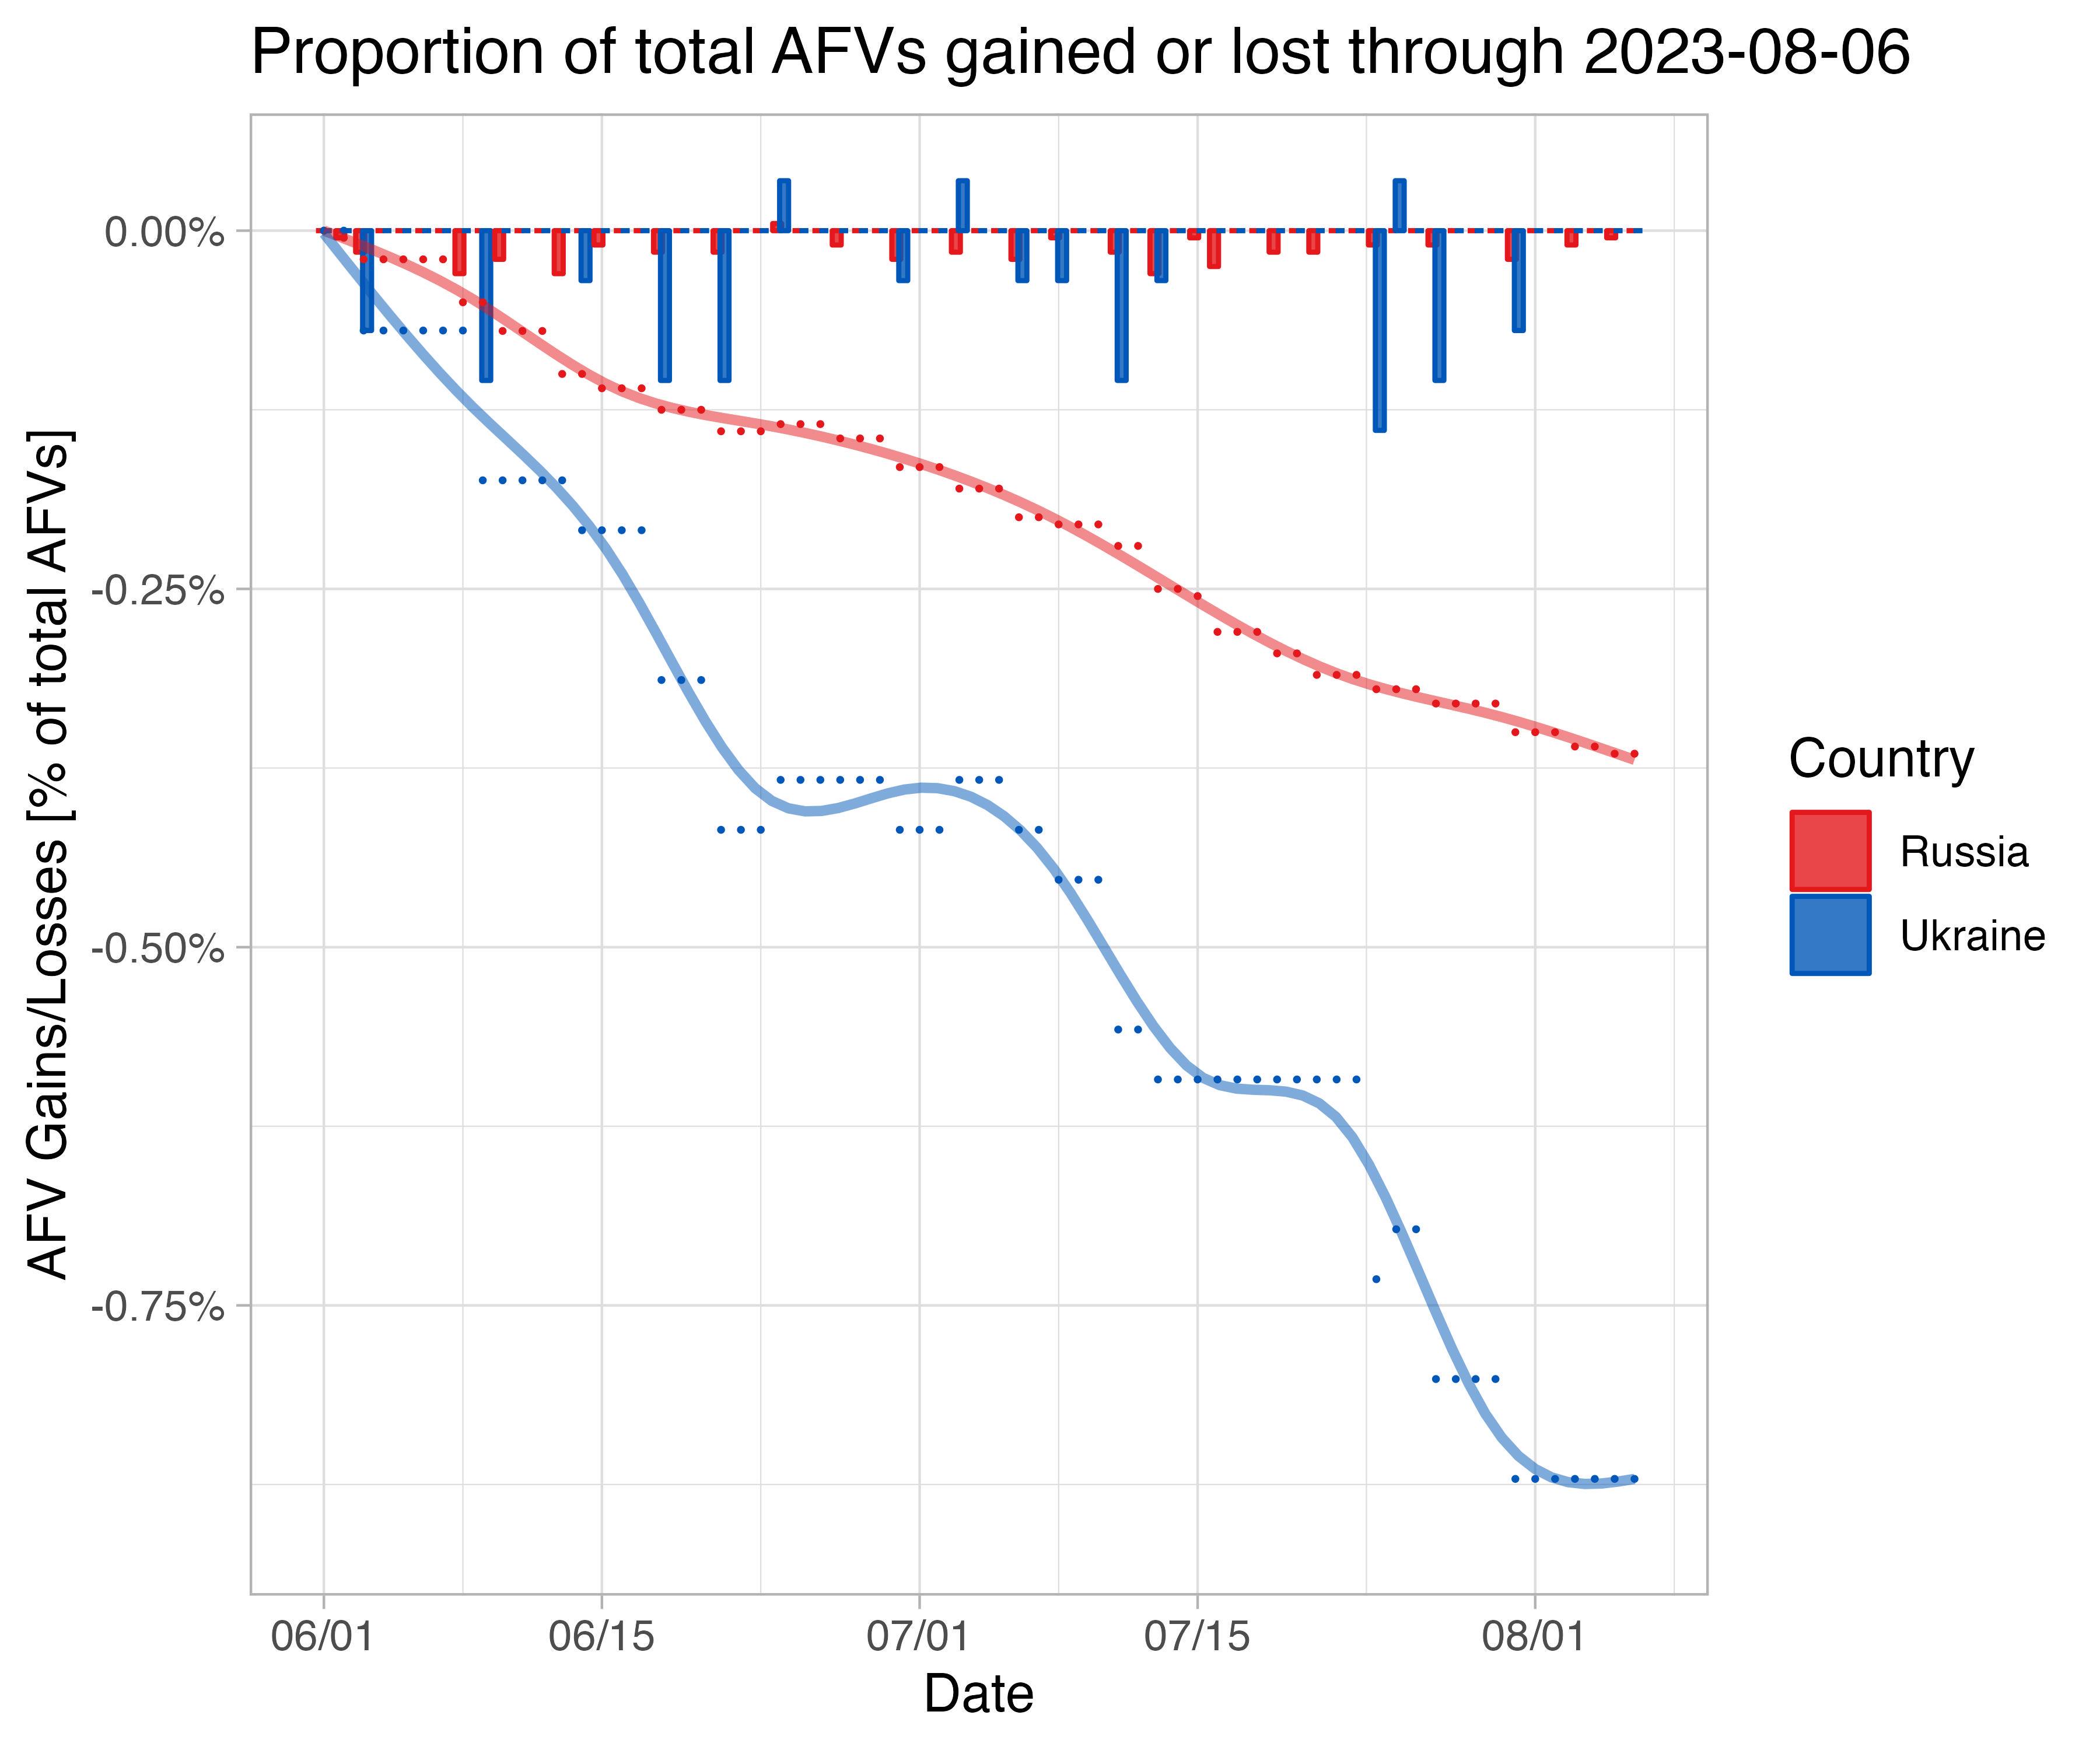 Proportion of total AFVs gained or lost through 2023-08-06
AFV Gains/Losses [% of total AFVs]
0.00%
-0.25%
-0.50%
-0.75%
06/01
06/15
07/01
07/15
08/01
Date
Country
Russia
Ukraine